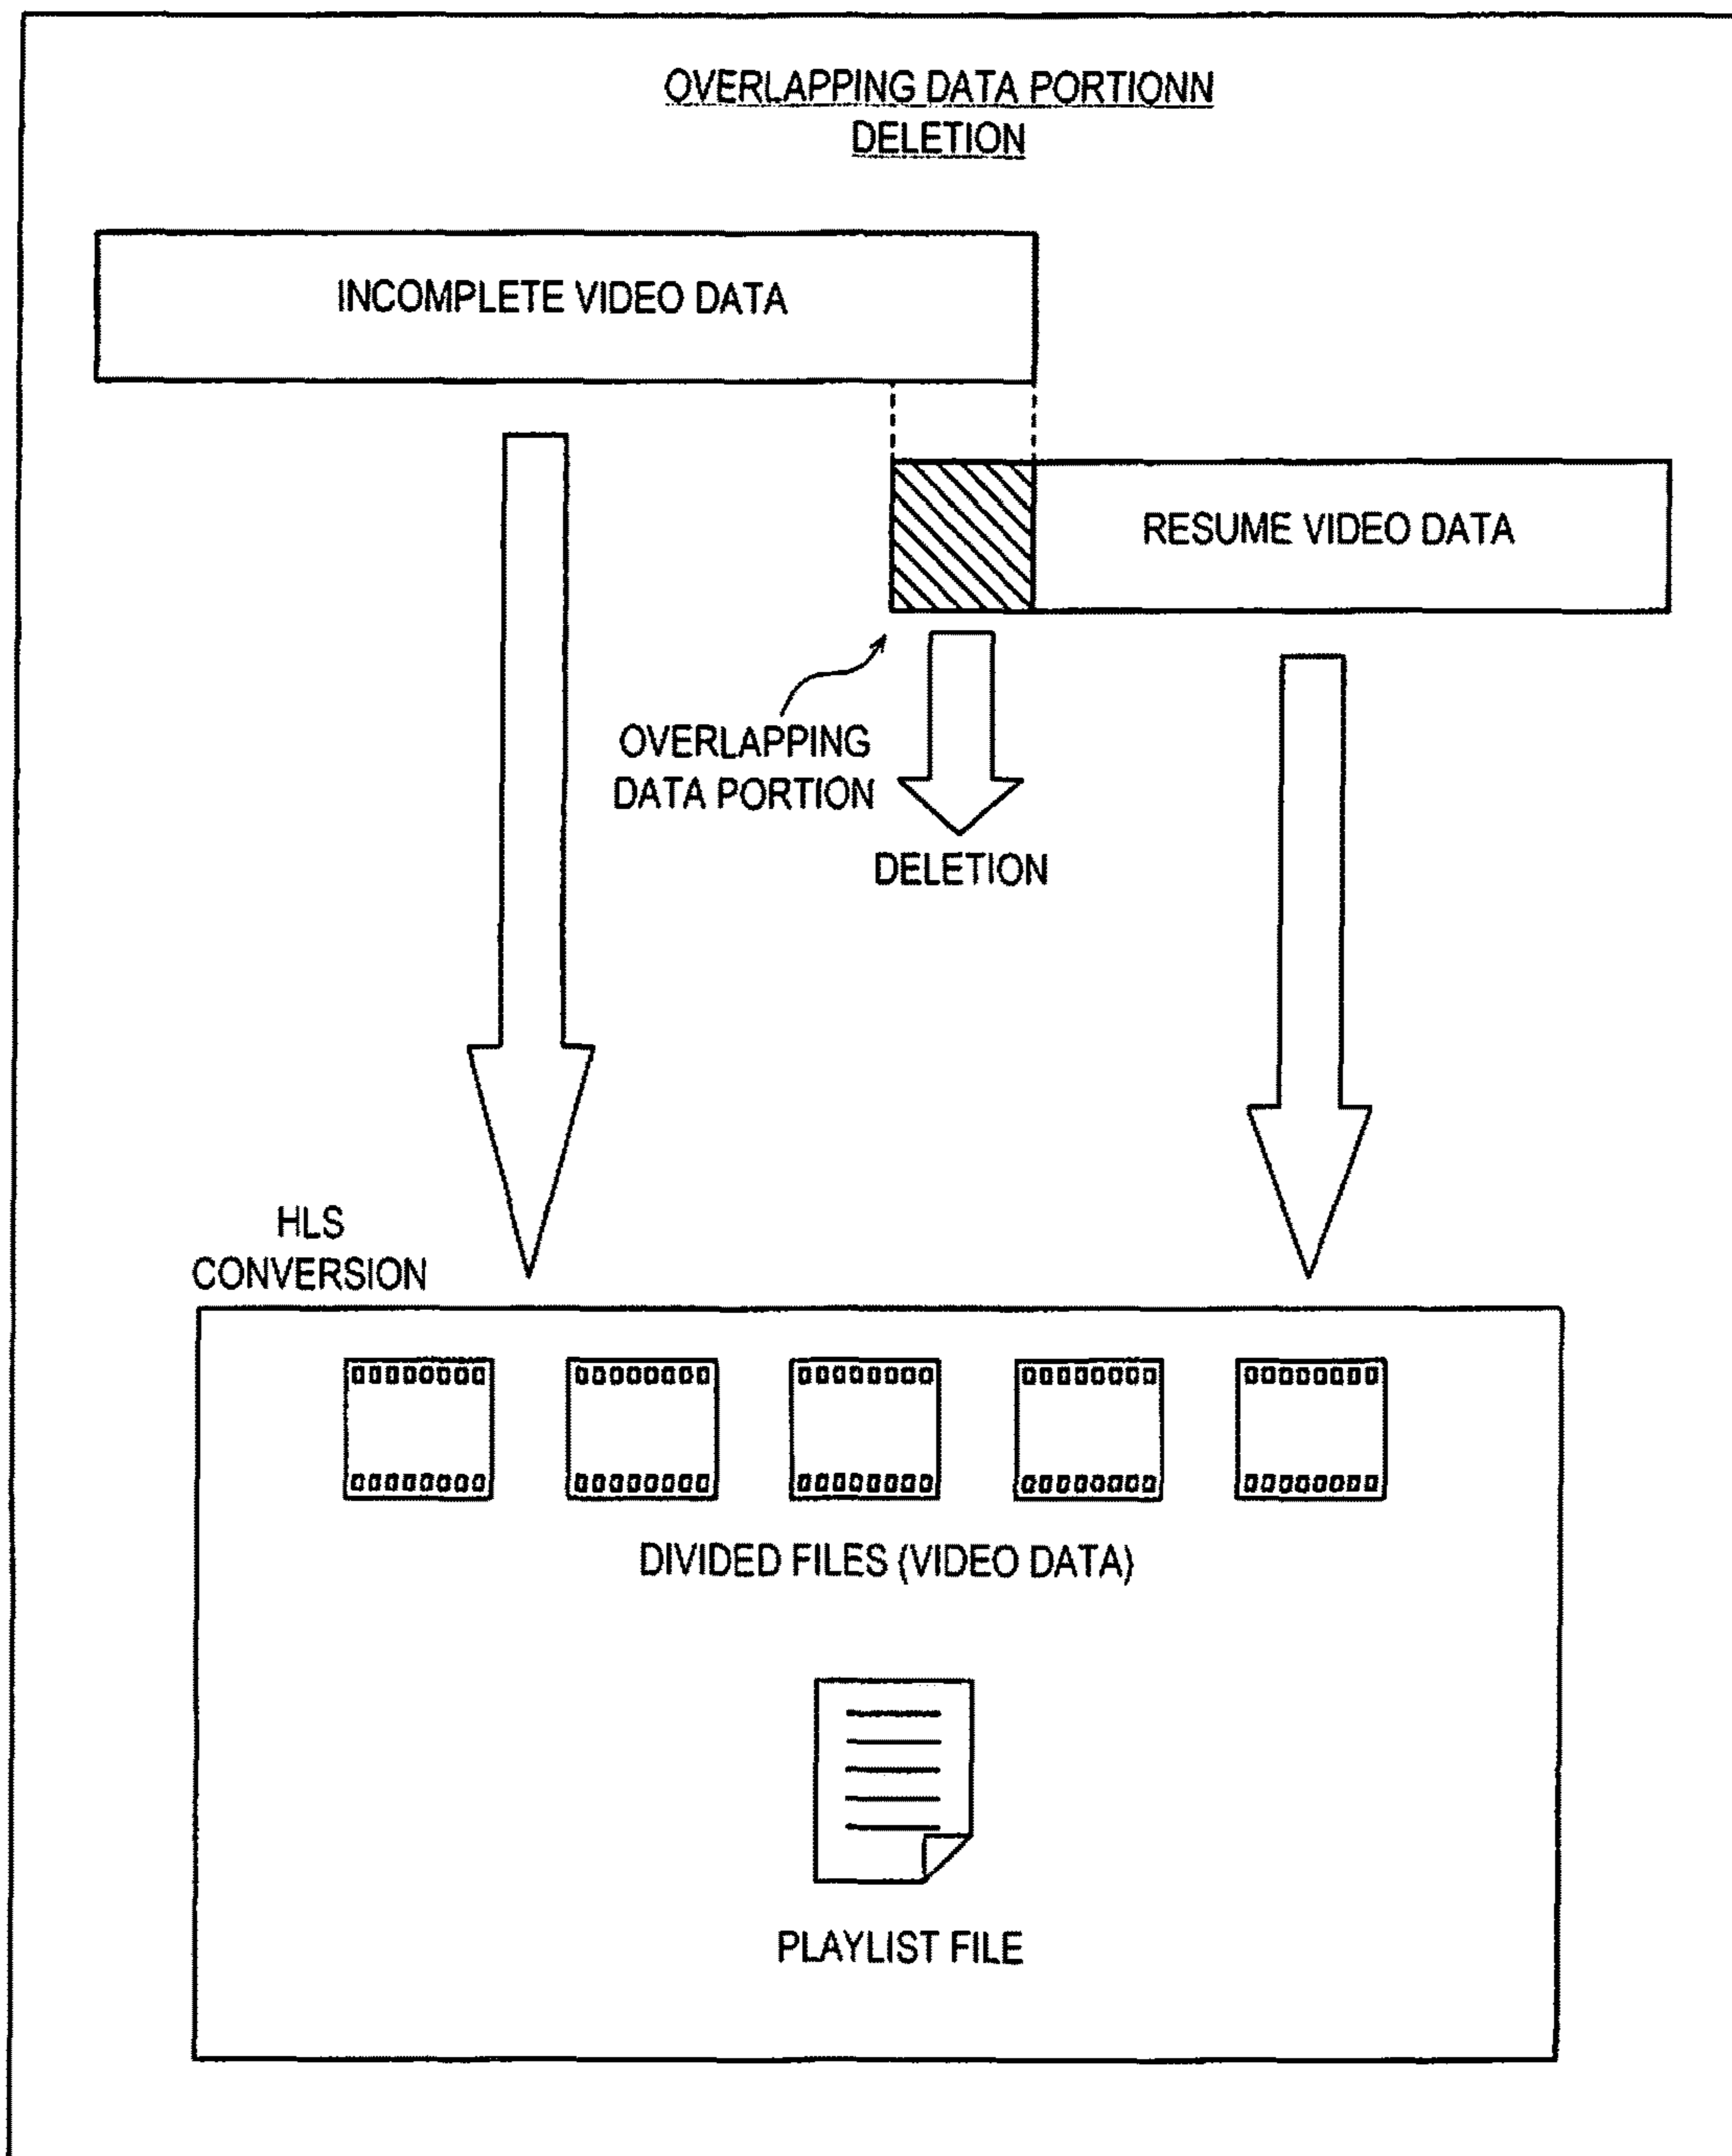 OVERLAPPING DATA PORTIONN
DELETION
INCOMPLETE VIDEO DATA
RESUME VIDEO DATA
OVERLAPPING
DATA PORTION
DELETION
HLS
CONVERSION
DIVIDED FILES (VIDEO DATA)
PLAYLIST FILE